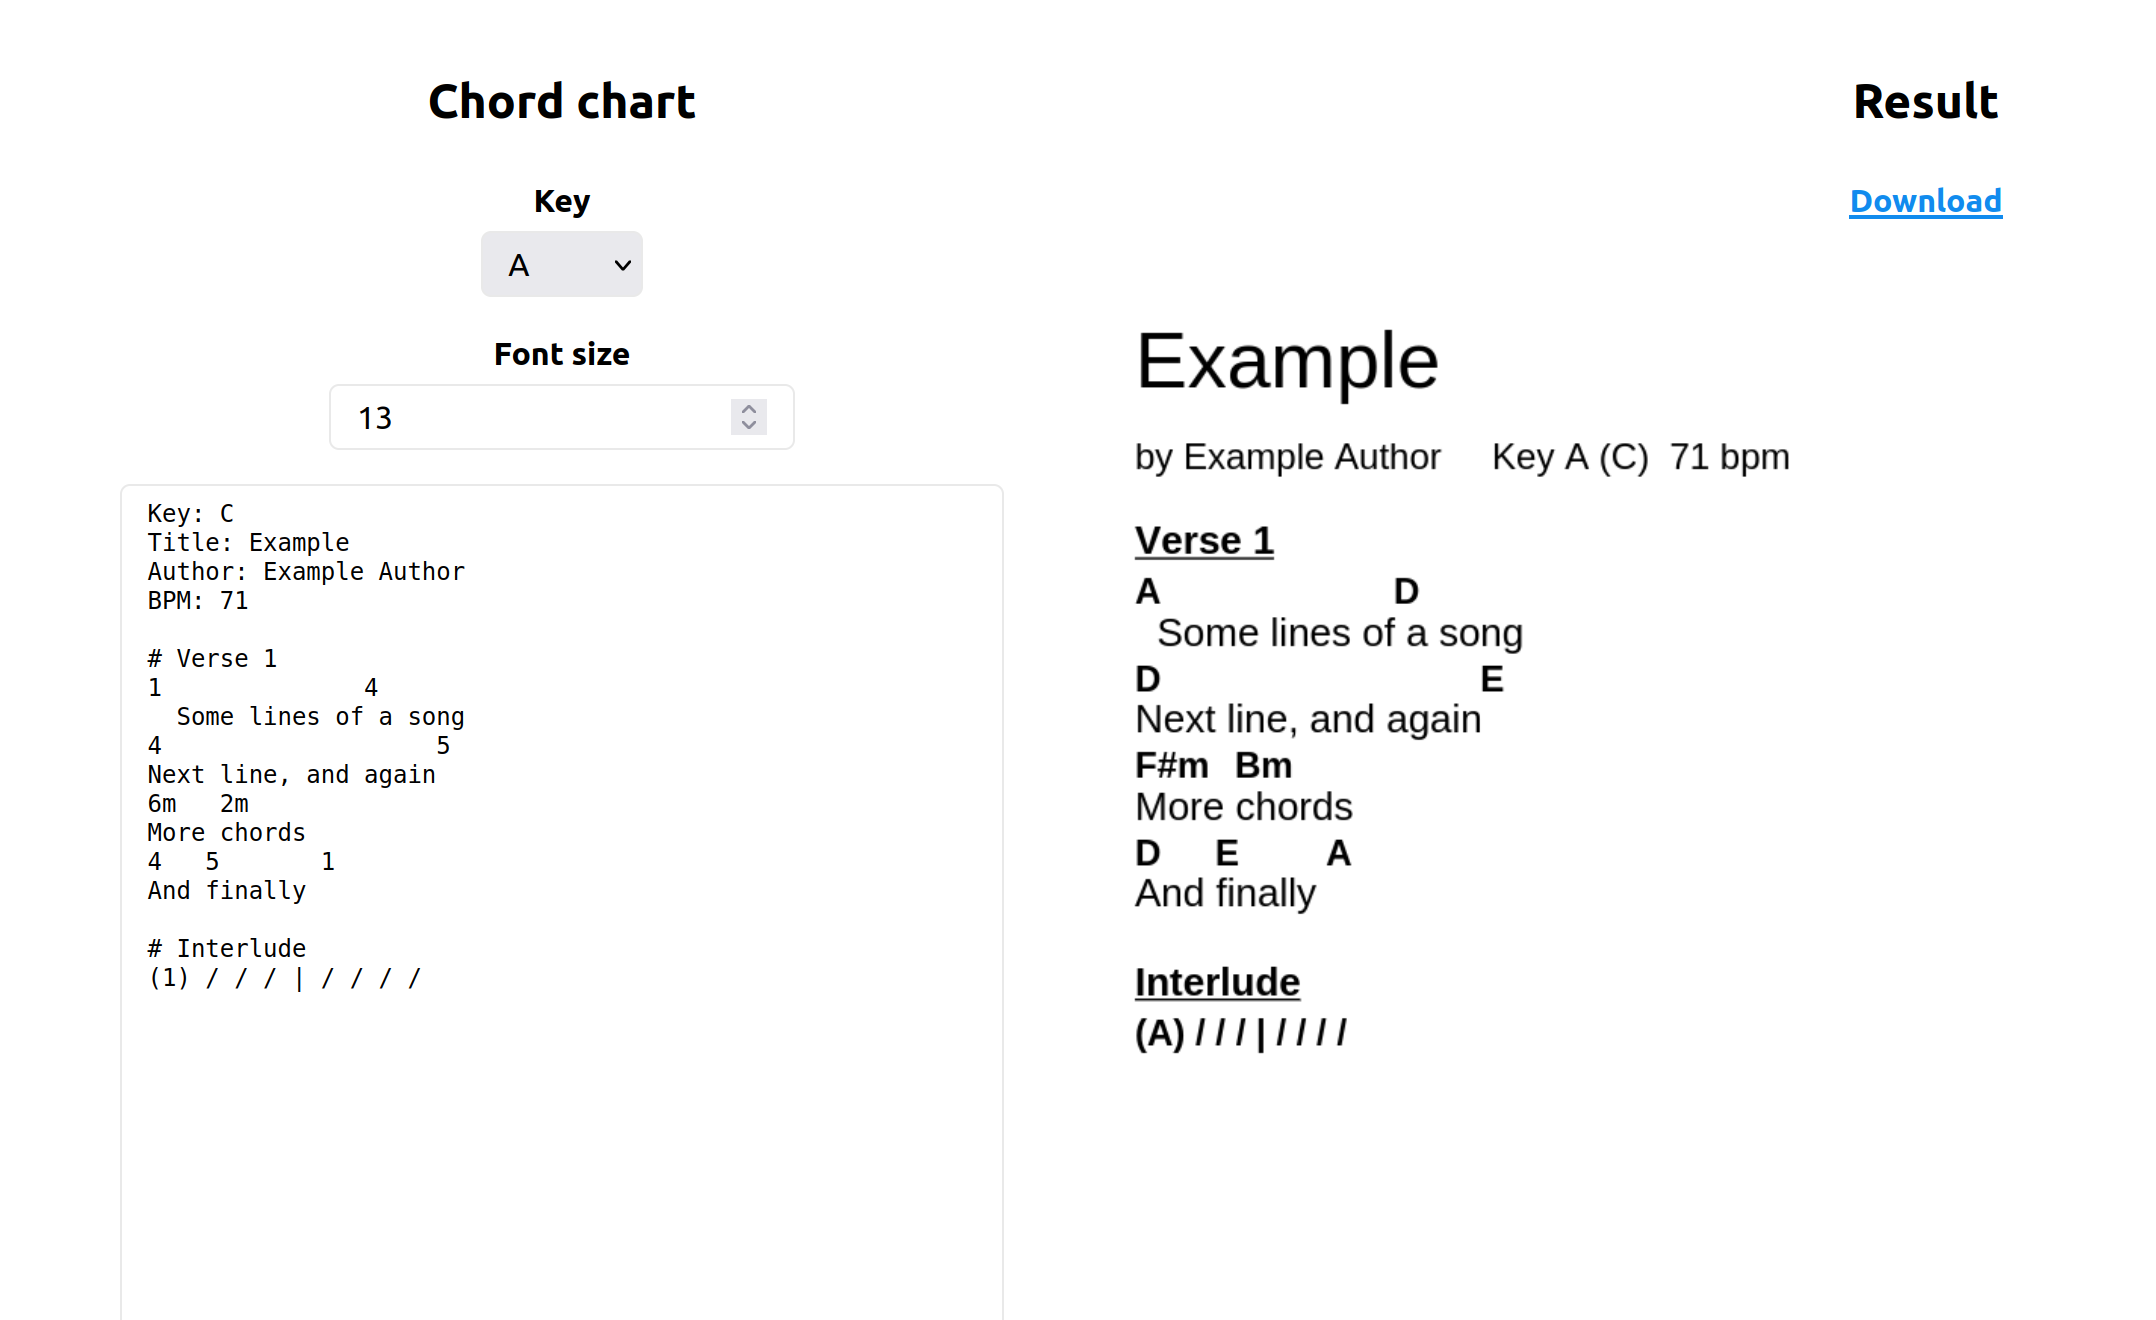 Chord chart
Key
A
Font size
13
Key: C
Title: Example
Author: Example Author
BPM: 71

# Verse 1
1              4
  Some lines of a song
4                   5
Next line, and again
6m   2m
More chords
4   5       1
And finally

# Interlude
(1) / / / | / / / /
Result
Download
Example
by Example Author     Key A (C)  71 bpm
Verse 1
A                     D
  Some lines of a song
D                             E
Next line, and again
F#m  Bm
More chords
D     E        A
And finally
Interlude
(A) / / / | / / / /